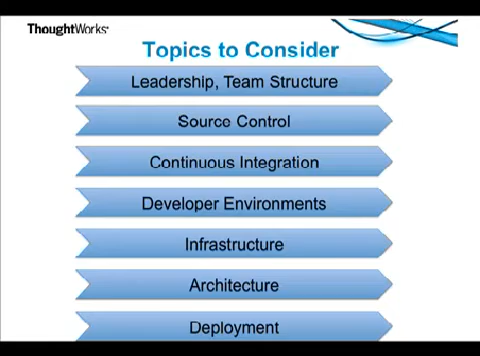 ThoughtWorks®
Topics to Consider
Leadership, Team Structure
Source Control
Continuous Integration
Developer Environments
Infrastructure
Architecture
Deployment